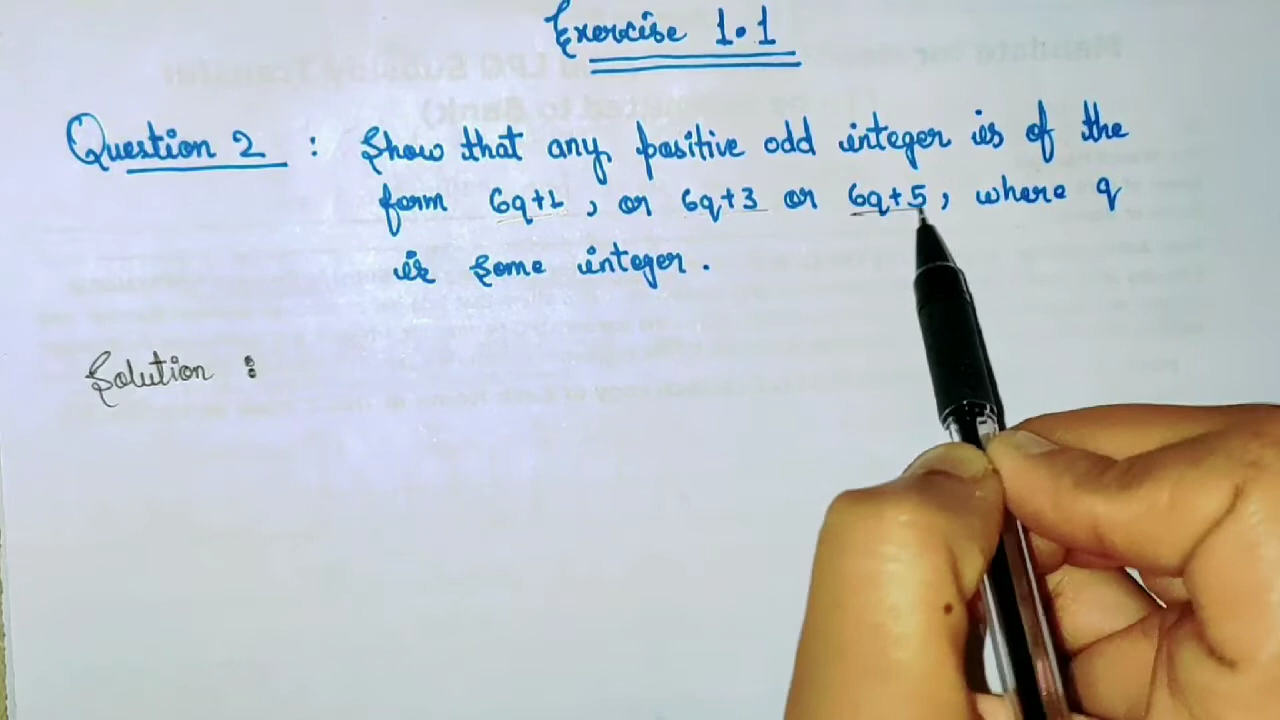 Exercise 1.1
Question 2 : Show that any positive odd integer is of the
form 6q+1, or 6q+3 or 6q+5, where q
is some integer.
Solution :